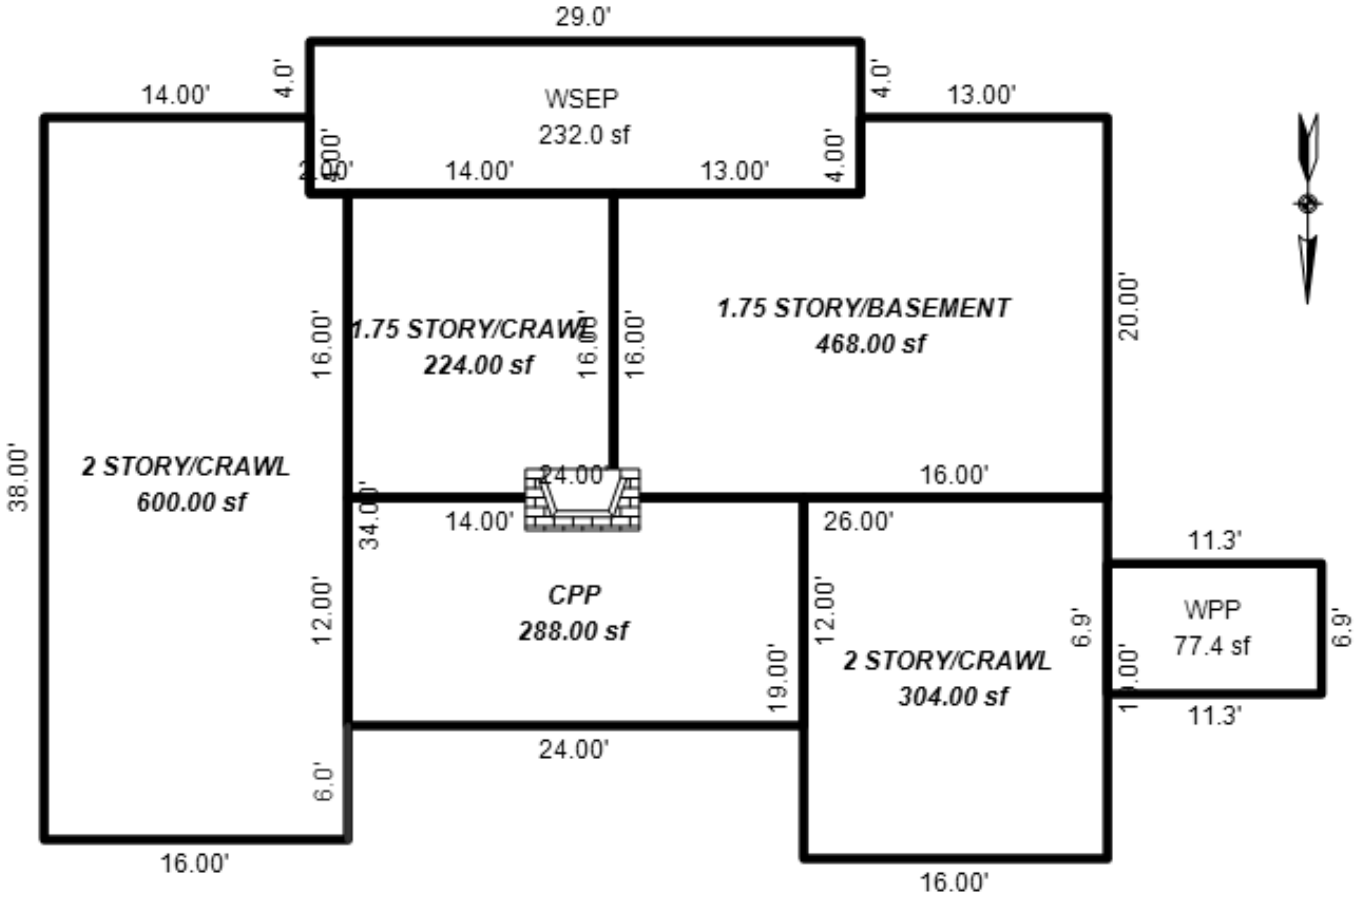 29.0'
4.0'
4.0'
14.00'
13.00'
WSEP
232.0 sf
4.00'
2.00'
14.00'
13.00'
4.00'
20.00'
1.75 STORY/BASEMENT
468.00 sf
1.75 STORY/CRAWL
224.00 sf
16.00'
16.00'
16.00'
38.00'
2 STORY/CRAWL
600.00 sf
24.00'
16.00'
34.00'
14.00'
26.00'
11.3'
CPP
288.00 sf
12.00'
12.00'
6.9'
WPP
77.4 sf
6.9'
2 STORY/CRAWL
304.00 sf
19.00'
19.00'
11.3'
24.00'
6.0'
16.00'
16.00'